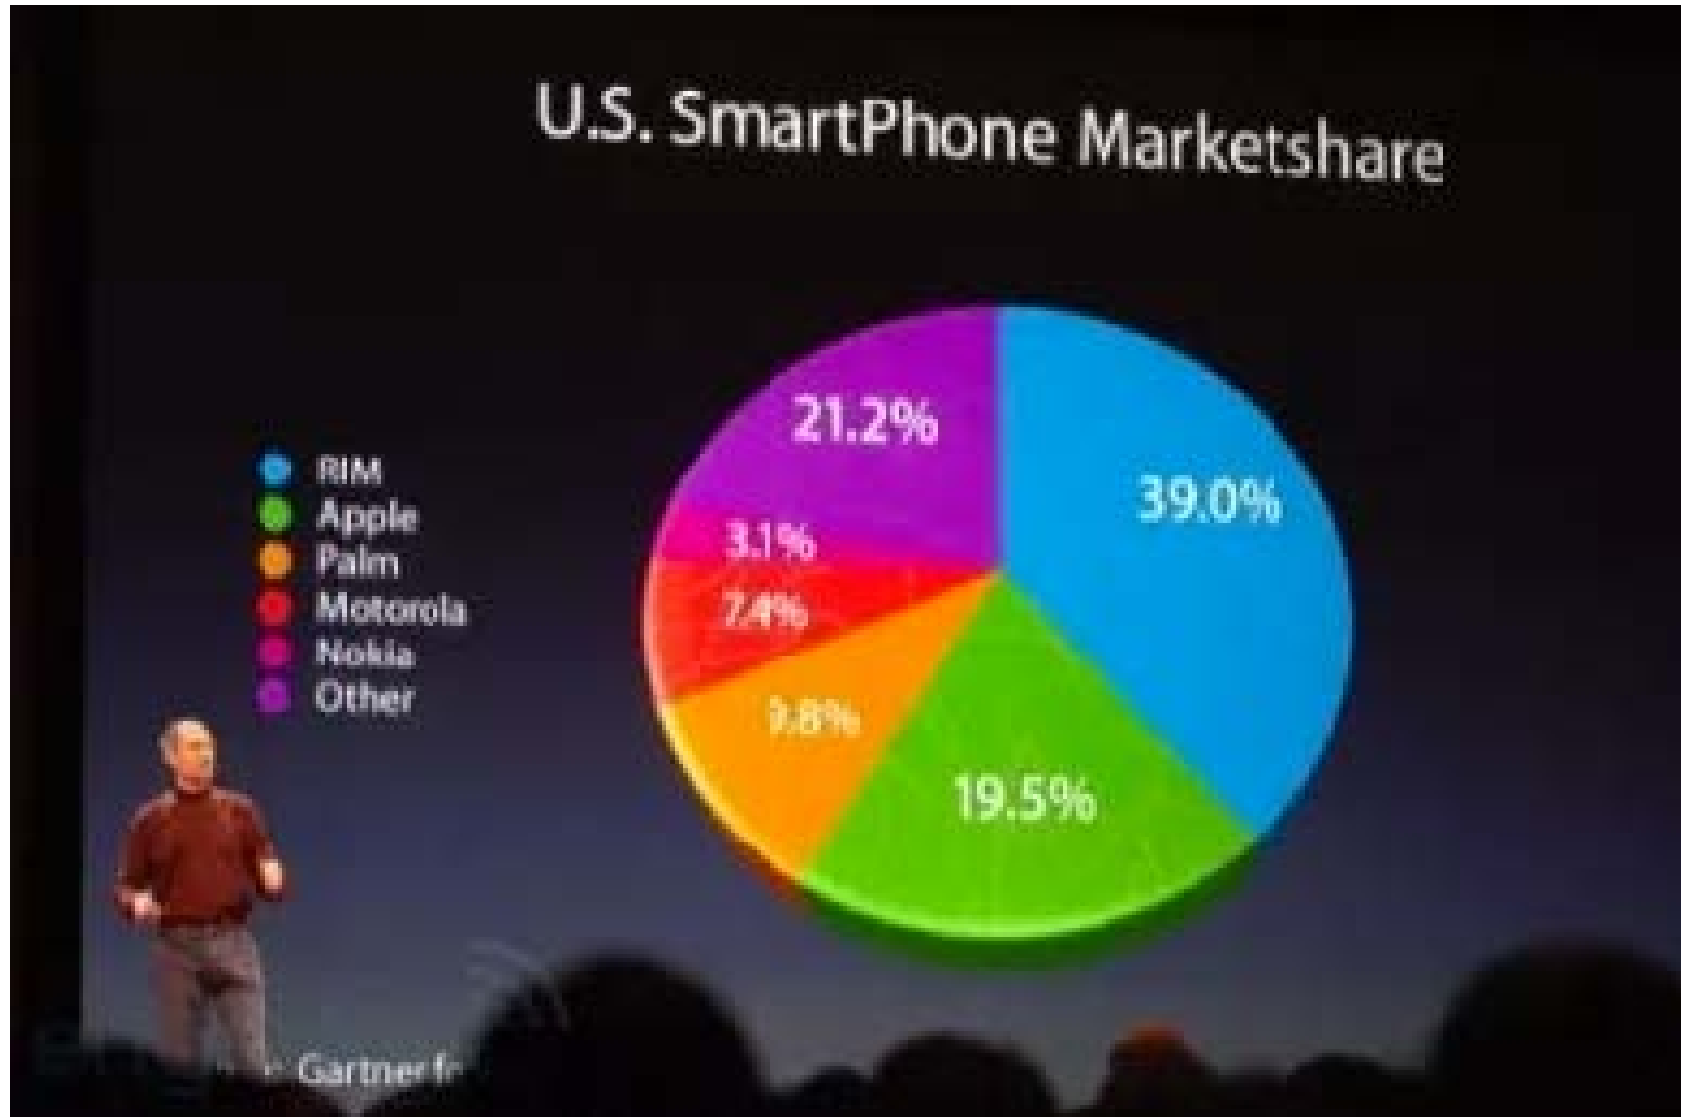 U.S. SmartPhone Marketshare
RIM
Apple
Palm
Motorola
Nokia
Other
21.2%
39.0%
3.1%
7.4%
9.8%
19.5%
Gartner